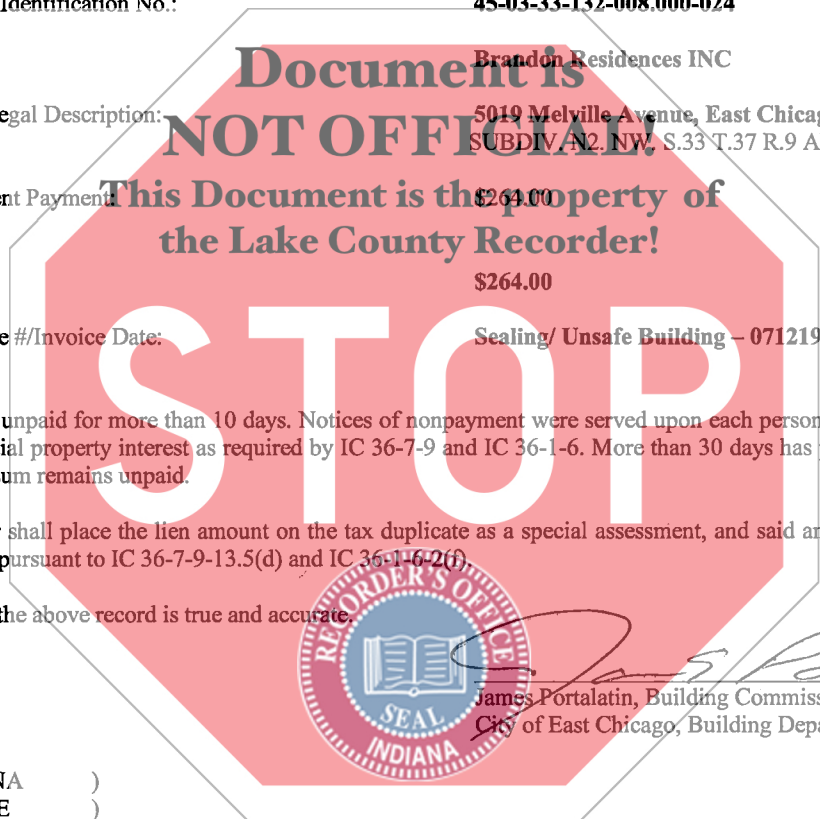 Identification No.: 45-03-33-132-008.000-024
Document is
Brandon Residences INC
egal Description: 5019 Melville Avenue, East Chicag
NOT OFFICIAL!
SUBDIV. N2. NW. S.33 T.37 R.9 A
nt Payment: $264.00
This Document is the property of
the Lake County Recorder!
$264.00
e #/Invoice Date: Sealing/ Unsafe Building – 071219
STOP
unpaid for more than 10 days. Notices of nonpayment were served upon each person
ial property interest as required by IC 36-7-9 and IC 36-1-6. More than 30 days has
um remains unpaid.
shall place the lien amount on the tax duplicate as a special assessment, and said a
pursuant to IC 36-7-9-13.5(d) and IC 36-1-6-2(f).
the above record is true and accurate.
RECORDER'S OFFICE
SEAL
INDIANA
James Portalatin, Building Commiss
City of East Chicago, Building Depa
NA )
E )